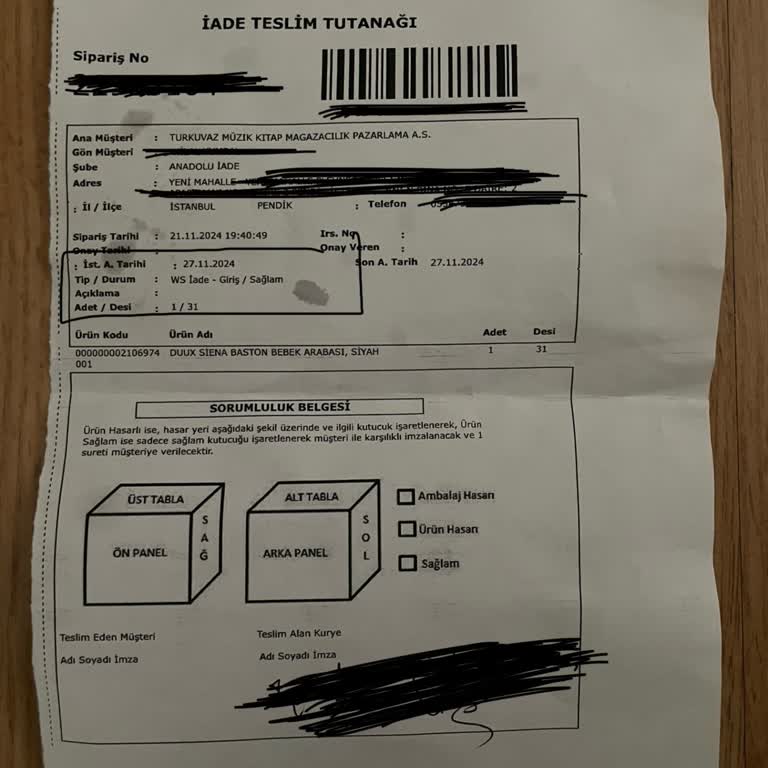 İADE TESLİM TUTANAĞI
Sipariş No
Ana Müşteri : TURKUVAZ MÜZİK KITAP MAGAZACILIK PAZARLAMA A.S.
Gön Müşteri
Şube : ANADOLU İADE
Adres : YENİ MAHALLE
: İl / İlçe İSTANBUL PENDİK : Telefon
Sipariş Tarihi : 21.11.2024 19:40:49 Irs. No :
Onay Tarihi Onay Veren :
: İst. A. Tarihi : 27.11.2024 Son A. Tarih 27.11.2024
Tip / Durum : WS İade - Giriş / Sağlam
Açıklama :
Adet / Desi : 1 / 31
Ürün Kodu Ürün Adı Adet Desi
000000002106974 DUUX SIENA BASTON BEBEK ARABASI, SİYAH 1 31
001
SORUMLULUK BELGESİ
Ürün Hasarlı ise, hasar yeri aşağıdaki şekil üzerinde ve ilgili kutucuk işaretlenerek, Ürün
Sağlam ise sadece sağlam kutucuğu işaretlenerek müşteri ile karşılıklı imzalanacak ve 1
sureti müşteriye verilecektir.
ÜST TABLA
ÖN PANEL
SAĞ
ALT TABLA
ARKA PANEL
SOL
Ambalaj Hasarı
Ürün Hasarı
Sağlam
Teslim Eden Müşteri Teslim Alan Kurye
Adı Soyadı İmza Adı Soyadı İmza